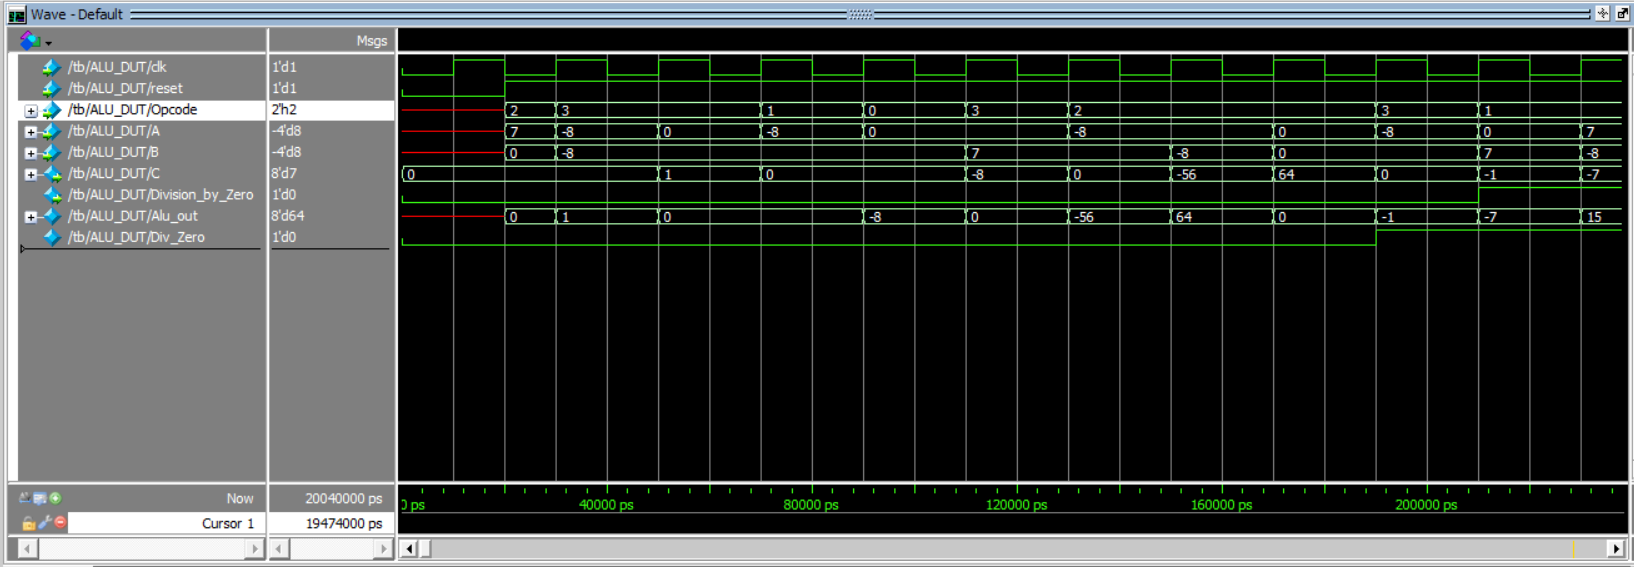 Wave - Default
Msgs
/tb/ALU_DUT/clk 1'd1
/tb/ALU_DUT/reset 1'd1
/tb/ALU_DUT/Opcode 2'h2 2 3 1 0 3 2 3 1
/tb/ALU_DUT/A -4'd8 7 -8 0 -8 0 -8 0 -8 0 7
/tb/ALU_DUT/B -4'd8 0 -8 7 -8 0 7 -8
/tb/ALU_DUT/C 8'd7 0 1 0 -8 0 -56 64 0 -1 -7
/tb/ALU_DUT/Division_by_Zero 1'd0
/tb/ALU_DUT/Alu_out 8'd64 0 1 0 -8 0 -56 64 0 -1 -7 15
/tb/ALU_DUT/Div_Zero 1'd0
Now 20040000 ps ps 40000 ps 80000 ps 120000 ps 160000 ps 200000 ps
Cursor 1 19474000 ps